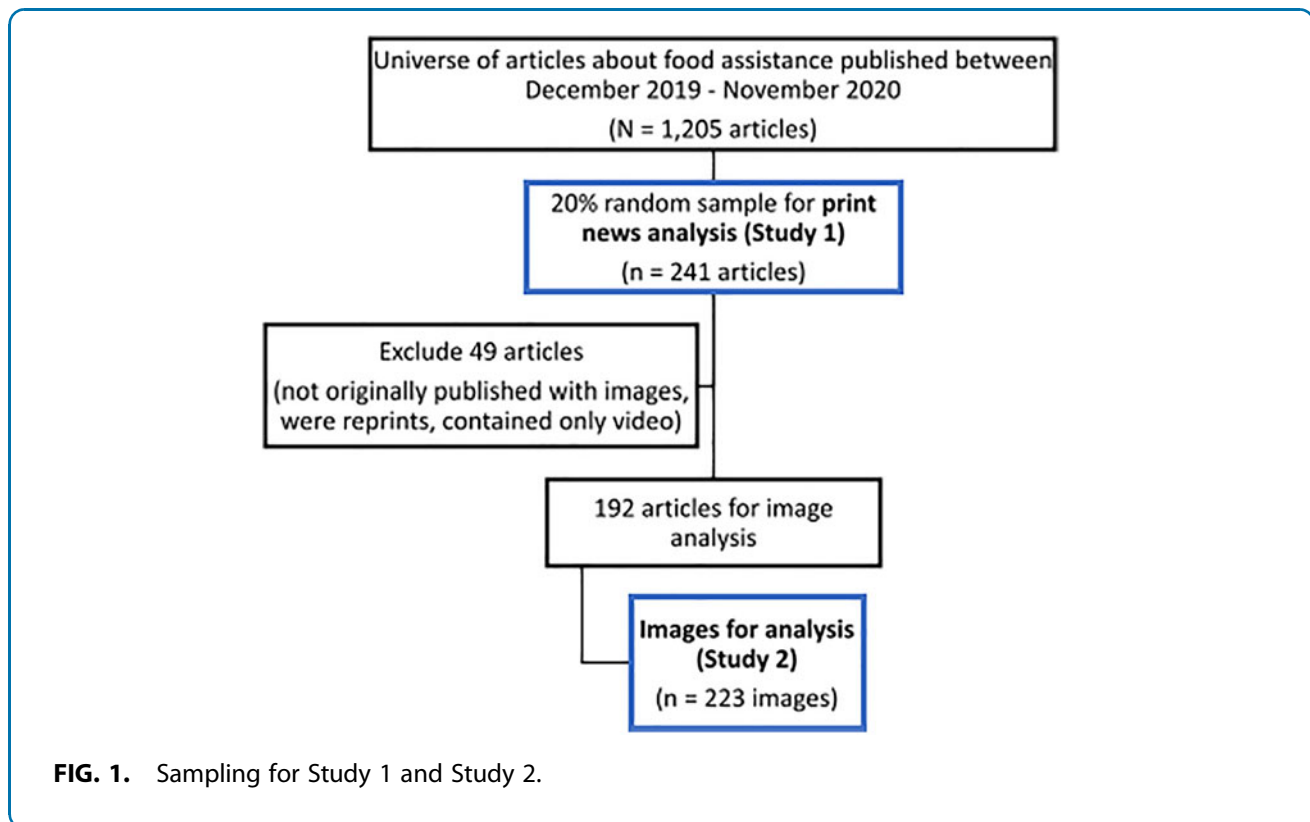 Universe of articles about food assistance published between
December 2019 - November 2020
(N = 1,205 articles)
20% random sample for print
news analysis (Study 1)
(n = 241 articles)
Exclude 49 articles
(not originally published with images,
were reprints, contained only video)
192 articles for image
analysis
Images for analysis
(Study 2)
(n = 223 images)
FIG. 1. Sampling for Study 1 and Study 2.